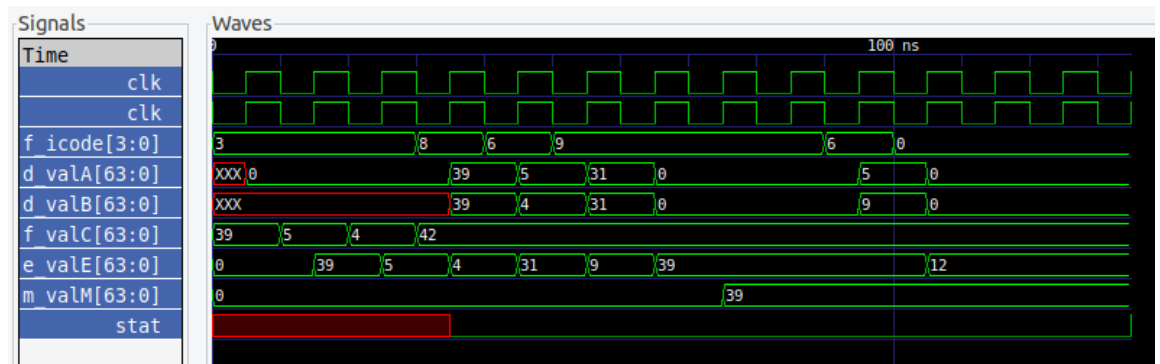 Signals Waves
Time 0 100 ns
clk
clk
f_icode[3:0] 3 8 6 9 6 0
d_valA[63:0] XXX 0 39 5 31 0 5 0
d_valB[63:0] XXX 39 4 31 0 9 0
f_valC[63:0] 39 5 4 42
e_valE[63:0] 0 39 5 4 31 9 39 12
m_valM[63:0] 0 39
stat